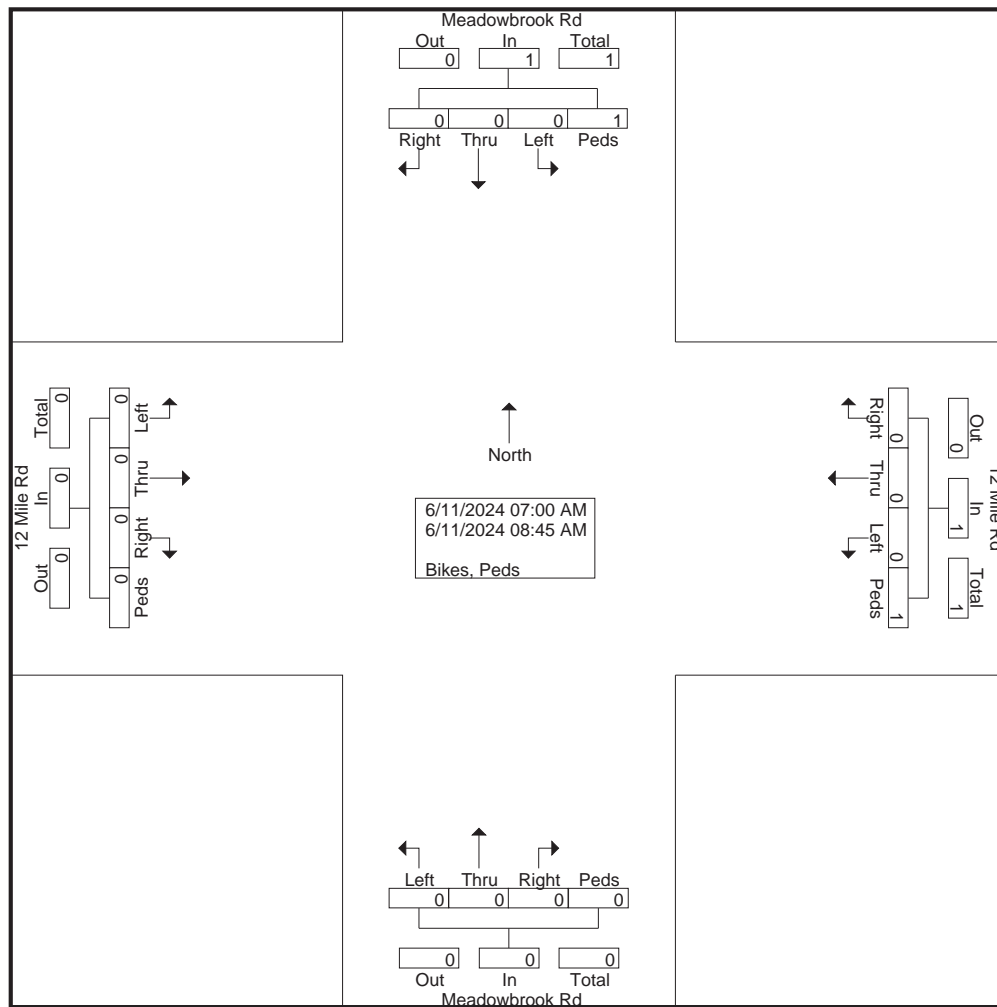 Meadowbrook Rd
Out In Total
0 1 1
0 0 0 1
Right Thru Left Peds
12 Mile Rd
Total In Out
0 0 0
0 0 0 0
Left Thru Right Peds
North
6/11/2024 07:00 AM
6/11/2024 08:45 AM
Bikes, Peds
Right Thru Left Peds
0 0 0 1
Out In Total
0 1 1
12 Mile Rd
Left Thru Right Peds
0 0 0 0
0 0 0
Out In Total
Meadowbrook Rd